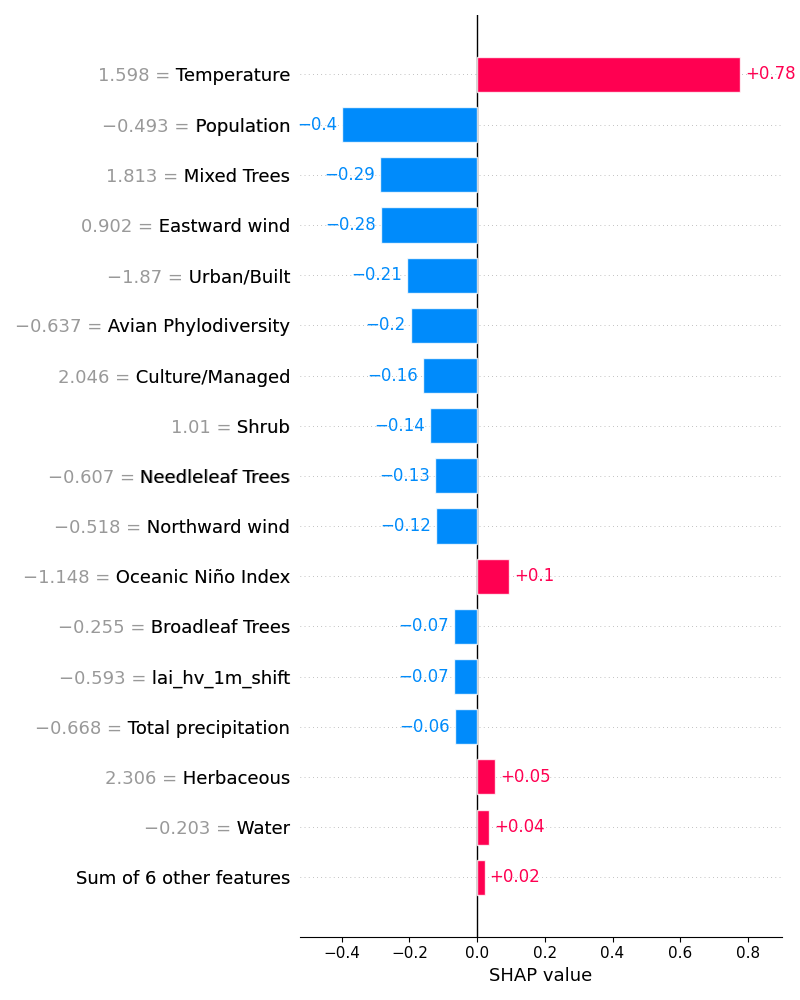 1.598 = Temperature +0.78
−0.493 = Population −0.4
1.813 = Mixed Trees −0.29
0.902 = Eastward wind −0.28
−1.87 = Urban/Built −0.21
−0.637 = Avian Phylodiversity −0.2
2.046 = Culture/Managed −0.16
1.01 = Shrub −0.14
−0.607 = Needleleaf Trees −0.13
−0.518 = Northward wind −0.12
−1.148 = Oceanic Niño Index +0.1
−0.255 = Broadleaf Trees −0.07
−0.593 = lai_hv_1m_shift −0.07
−0.668 = Total precipitation −0.06
2.306 = Herbaceous +0.05
−0.203 = Water +0.04
Sum of 6 other features +0.02
−0.4 −0.2 0.0 0.2 0.4 0.6 0.8
SHAP value